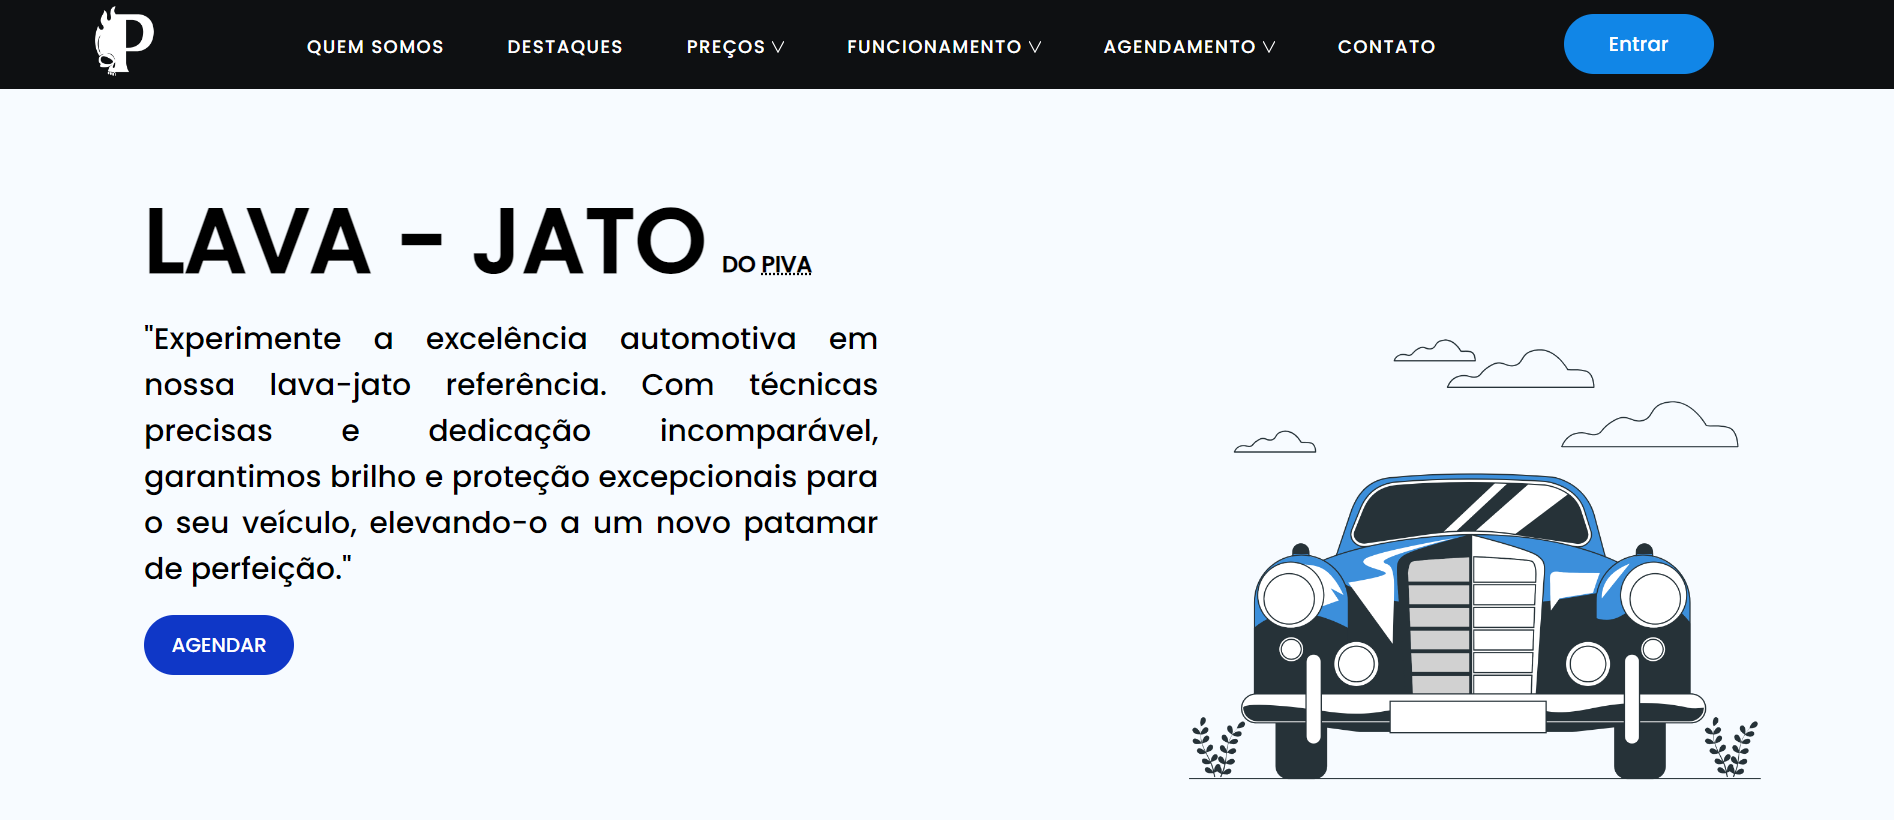 P
QUEM SOMOS DESTAQUES PREÇOS FUNCIONAMENTO AGENDAMENTO CONTATO Entrar
LAVA - JATO DO PIVA
"Experimente a excelência automotiva em
nossa lava-jato referência. Com técnicas
precisas e dedicação incomparável,
garantimos brilho e proteção excepcionais para
o seu veículo, elevando-o a um novo patamar
de perfeição."
AGENDAR